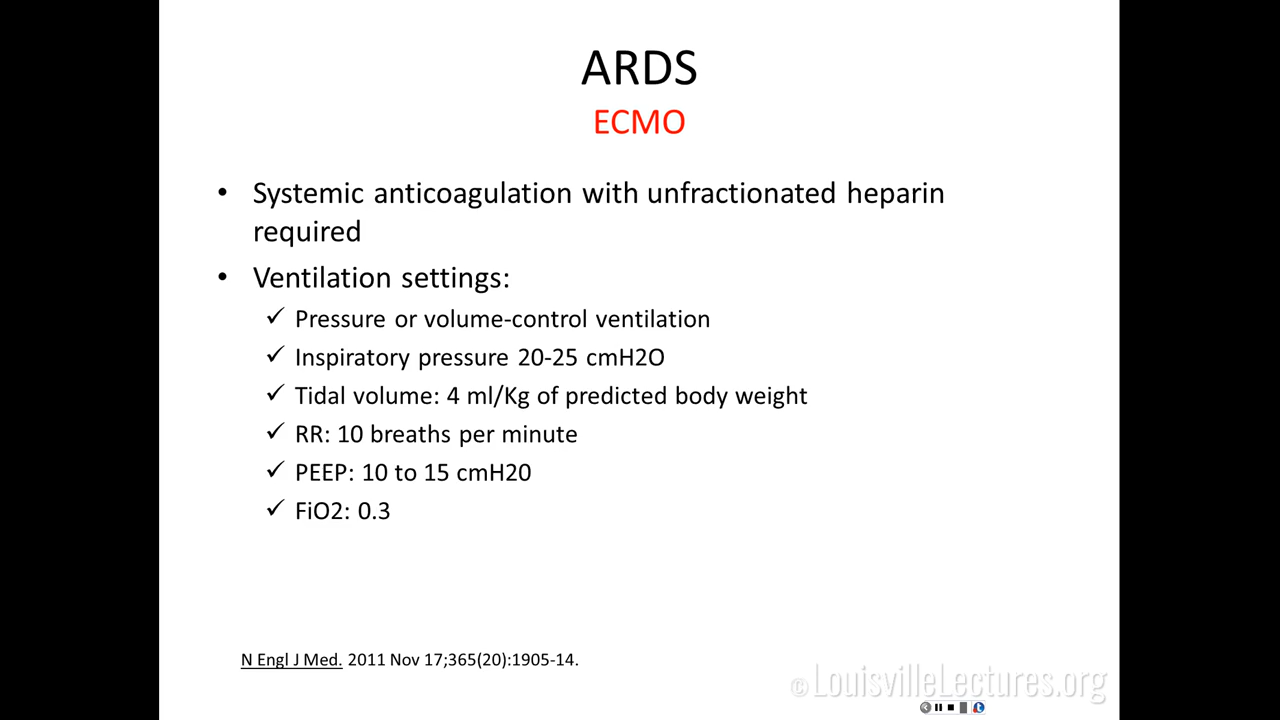 ARDS
ECMO
• Systemic anticoagulation with unfractionated heparin
required
• Ventilation settings:
✓ Pressure or volume-control ventilation
✓ Inspiratory pressure 20-25 cmH2O
✓ Tidal volume: 4 ml/Kg of predicted body weight
✓ RR: 10 breaths per minute
✓ PEEP: 10 to 15 cmH20
✓ FiO2: 0.3
N Engl J Med. 2011 Nov 17;365(20):1905-14.
©LouisvilleLectures.org